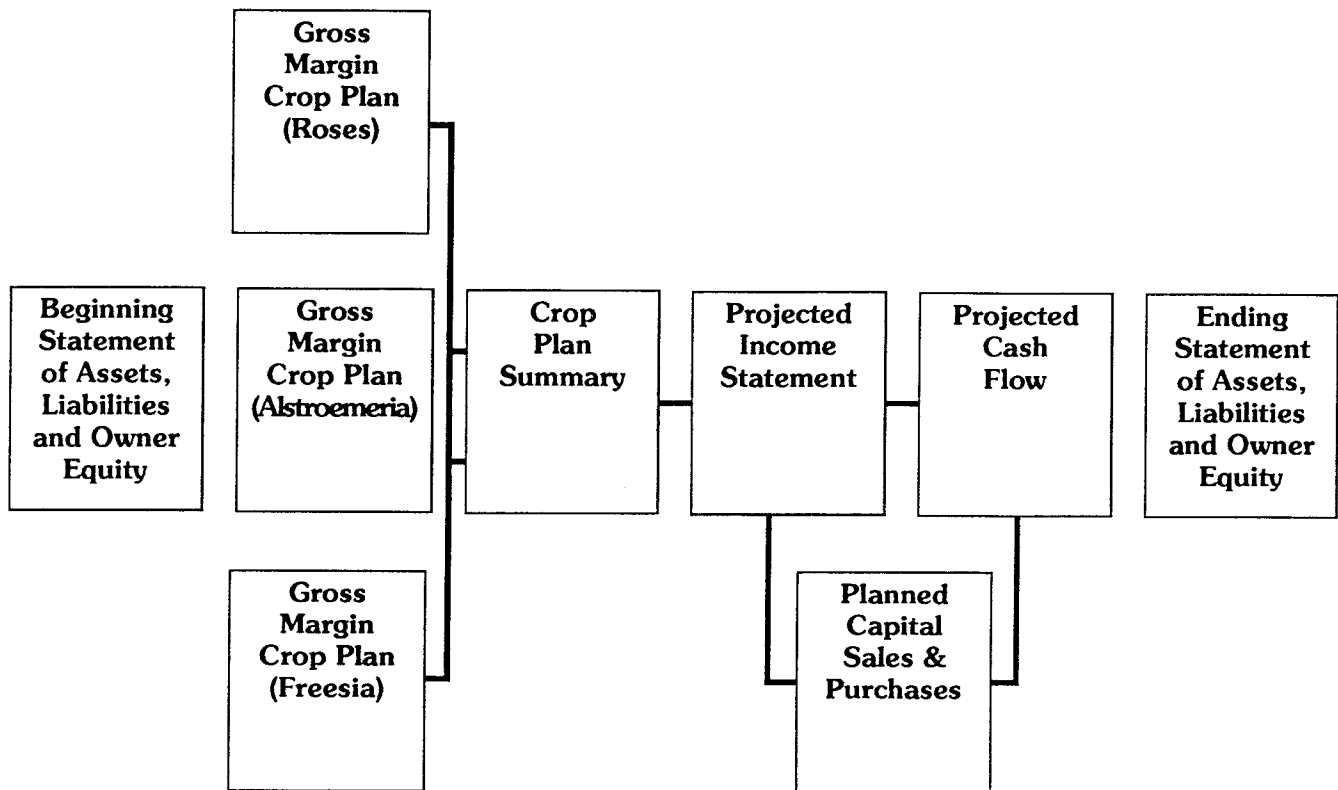 Gross
Margin
Crop Plan
(Roses)
Beginning
Statement
of Assets,
Liabilities
and Owner
Equity
Gross
Margin
Crop Plan
(Alstroemeria)
Crop
Plan
Summary
Projected
Income
Statement
Projected
Cash
Flow
Ending
Statement
of Assets,
Liabilities
and Owner
Equity
Gross
Margin
Crop Plan
(Freesia)
Planned
Capital
Sales &
Purchases